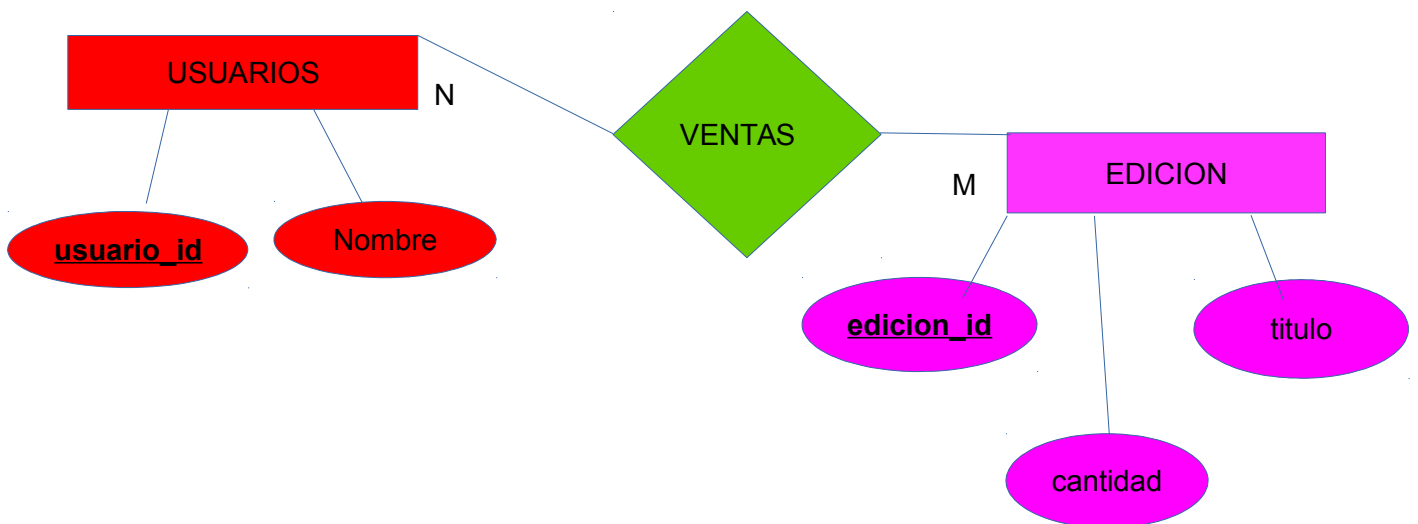 USUARIOS
N
VENTAS
EDICION
M
usuario_id
Nombre
edicion_id
titulo
cantidad